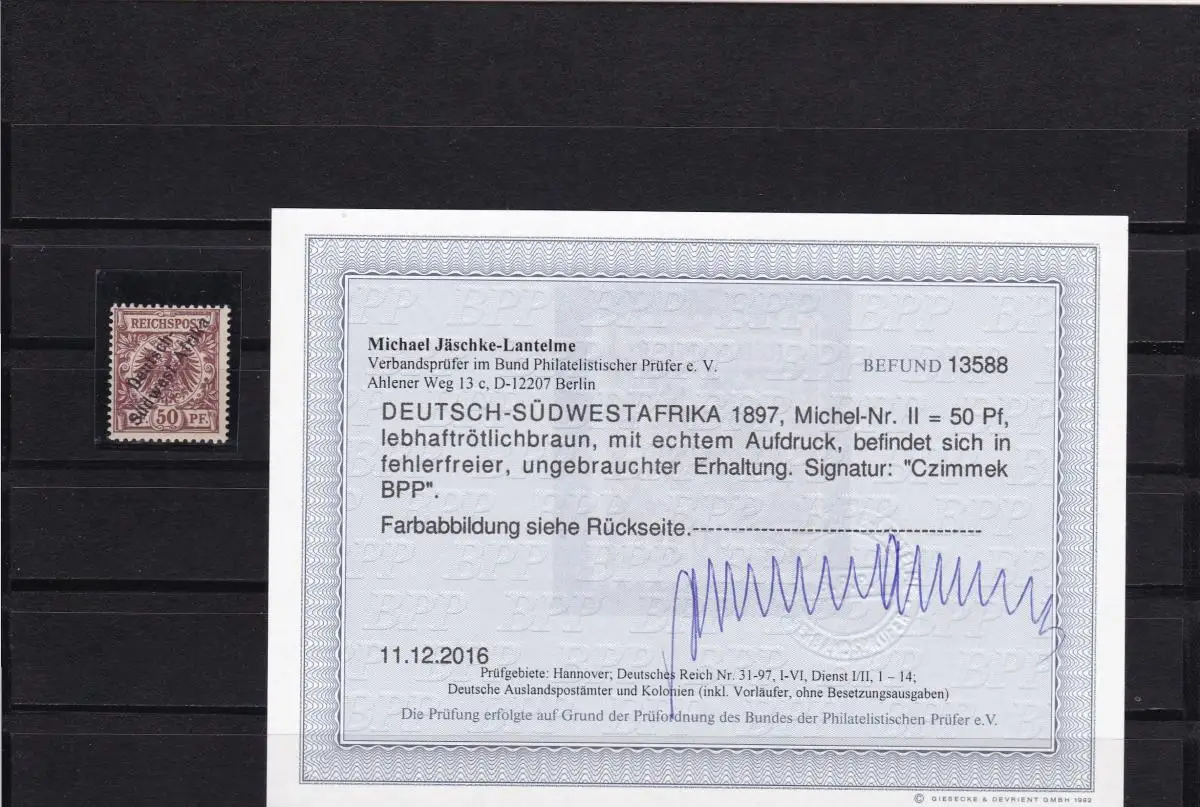 REICHSPOST
Deutsch-
Südwest-Afrika
50 PF.
Michael Jäschke-Lantelme
Verbandsprüfer im Bund Philatelistischer Prüfer e. V.
Ahlener Weg 13 c, D-12207 Berlin
BEFUND 13588
DEUTSCH-SÜDWESTAFRIKA 1897, Michel-Nr. II = 50 Pf,
lebhaftrötlichbraun, mit echtem Aufdruck, befindet sich in
fehlerfreier, ungebrauchter Erhaltung. Signatur: "Czimmek
BPP".
Farbabbildung siehe Rückseite.----------------------------------------
11.12.2016
Prüfgebiete: Hannover; Deutsches Reich Nr. 31-97, I-VI, Dienst I/II, 1 – 14;
Deutsche Auslandspostämter und Kolonien (inkl. Vorläufer, ohne Besetzungsausgaben)
Die Prüfung erfolgte auf Grund der Prüfordnung des Bundes der Philatelistischen Prüfer e.V.
© GIESECKE & DEVRIENT GMBH 1992